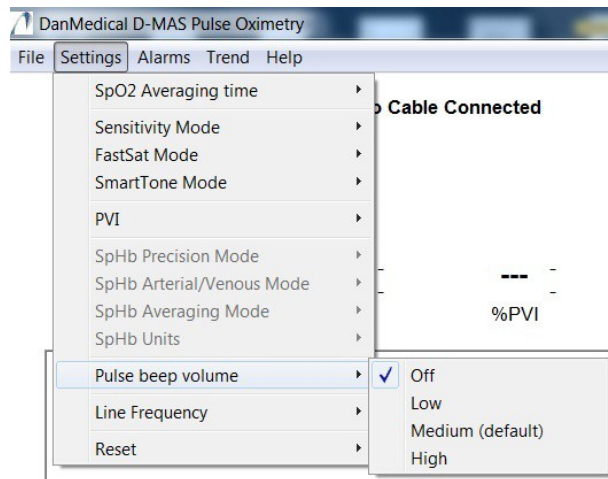 DanMedical D-MAS Pulse Oximetry
File Settings Alarms Trend Help
SpO2 Averaging time
Cable Connected
Sensitivity Mode
FastSat Mode
SmartTone Mode
PVI
SpHb Precision Mode
SpHb Arterial/Venous Mode
--- -
SpHb Averaging Mode
%PVI
SpHb Units
Pulse beep volume
Off
Low
Medium (default)
High
Line Frequency
Reset